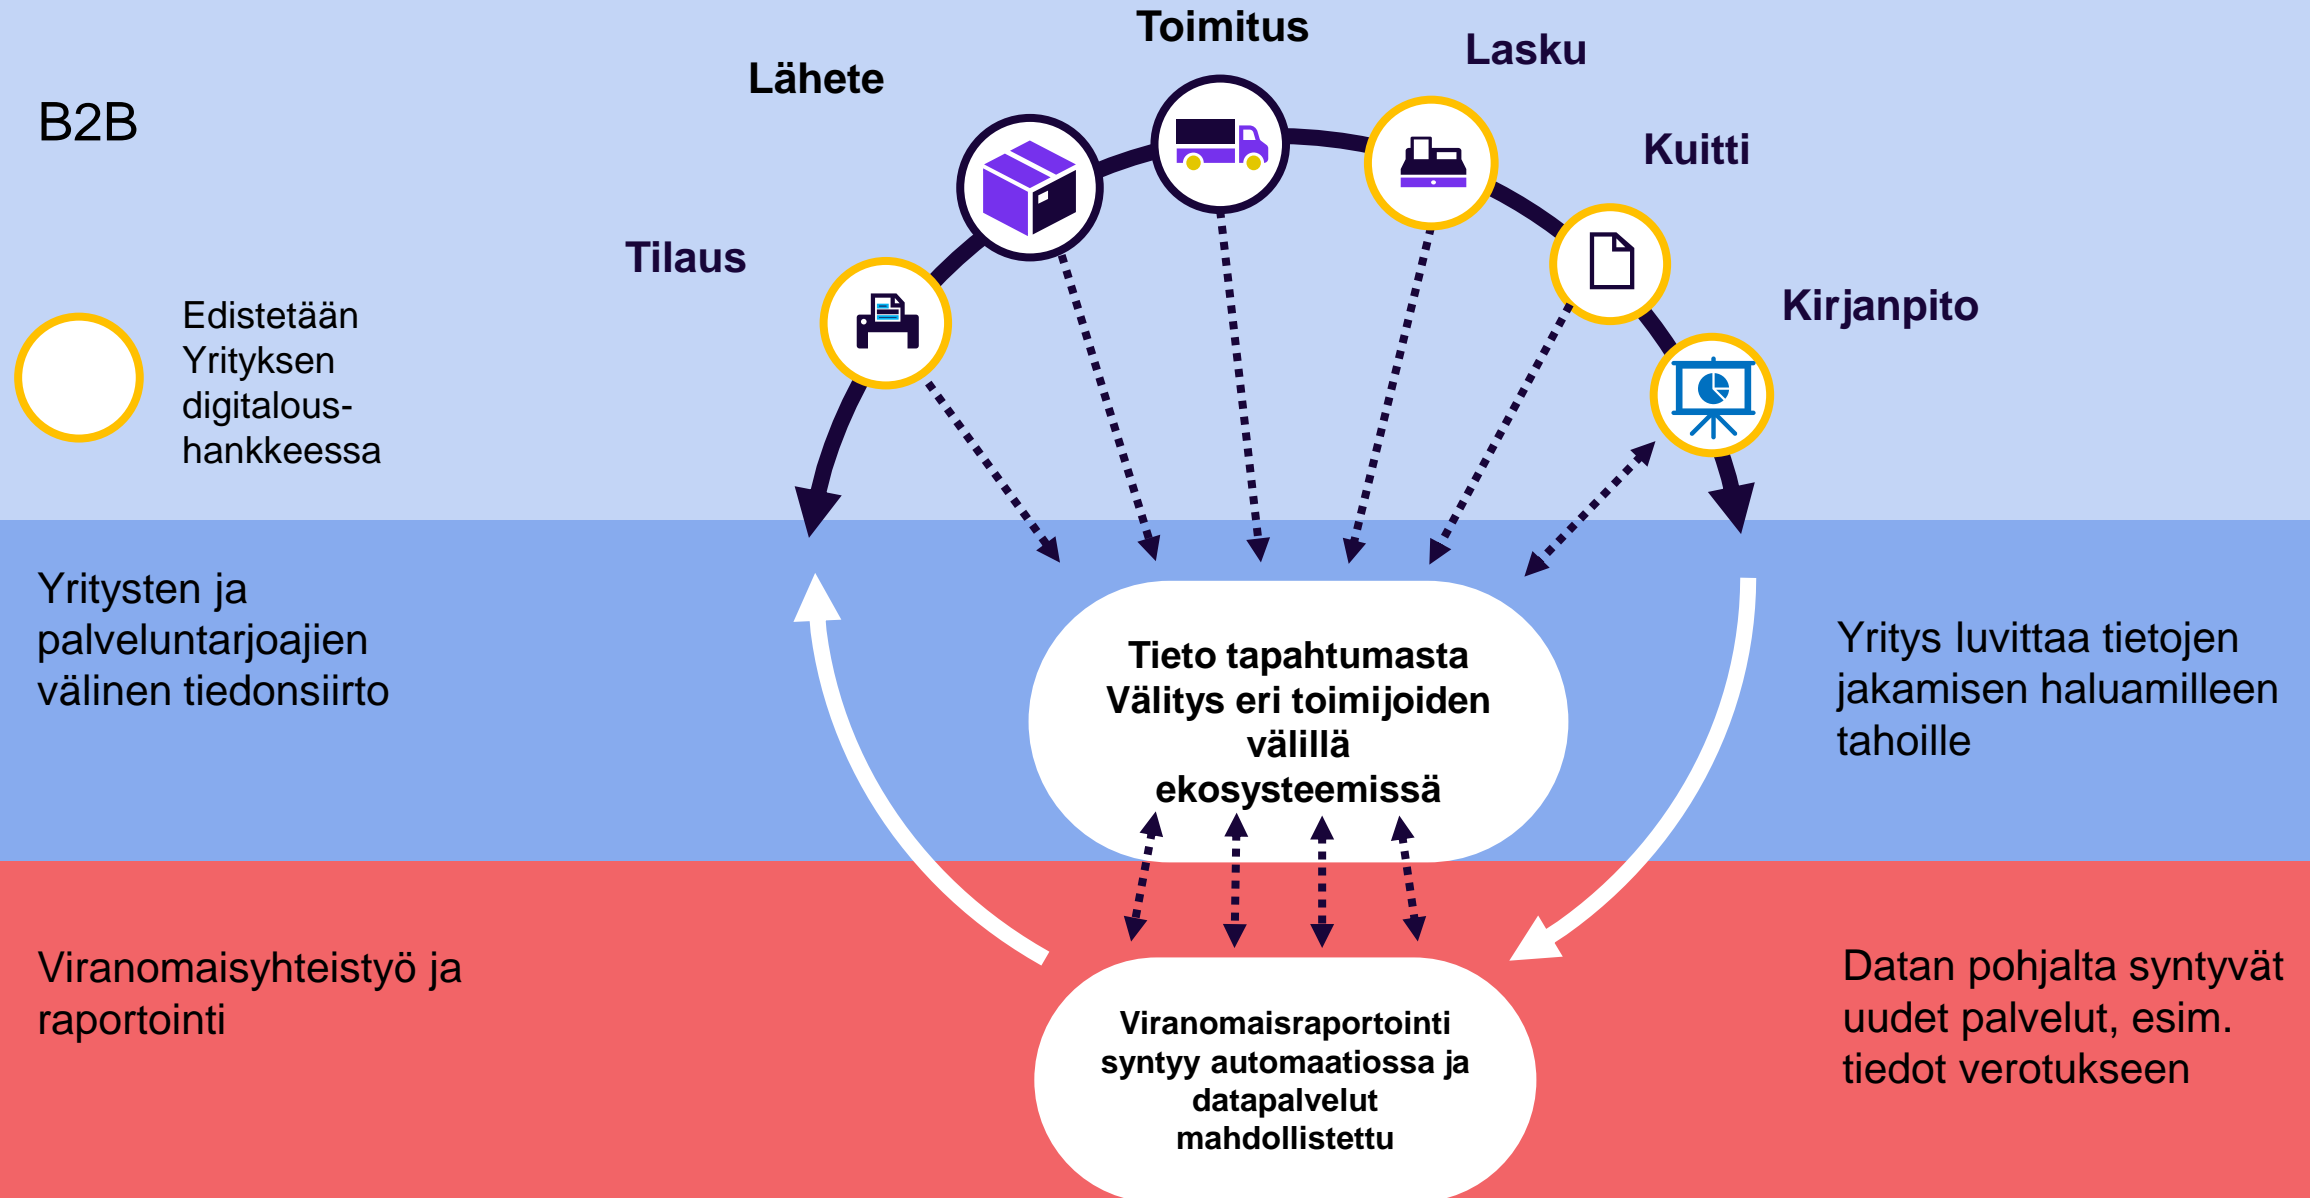 Toimitus
Lasku
Lähete
B2B
Kuitti
Tilaus
Kirjanpito
Edistetään
Yrityksen
digitalous-
hankkeessa
Yritysten ja
palveluntarjoajien
välinen tiedonsiirto
Tieto tapahtumasta
Välitys eri toimijoiden
välillä
ekosysteemissä
Yritys luvittaa tietojen
jakamisen haluamilleen
tahoille
Viranomaisyhteistyö ja
raportointi
Viranomaisraportointi
syntyy automaatiossa ja
datapalvelut
mahdollistettu
Datan pohjalta syntyvät
uudet palvelut, esim.
tiedot verotukseen